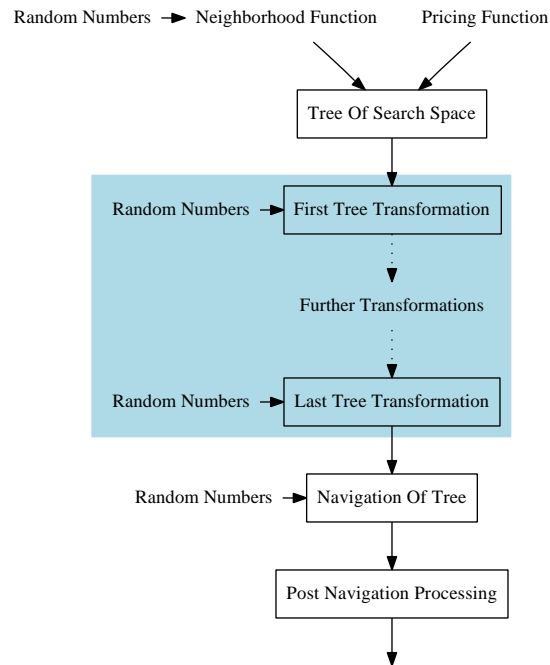 Random Numbers
Neighborhood Function
Pricing Function
Tree Of Search Space
Random Numbers
First Tree Transformation
Further Transformations
Random Numbers
Last Tree Transformation
Random Numbers
Navigation Of Tree
Post Navigation Processing